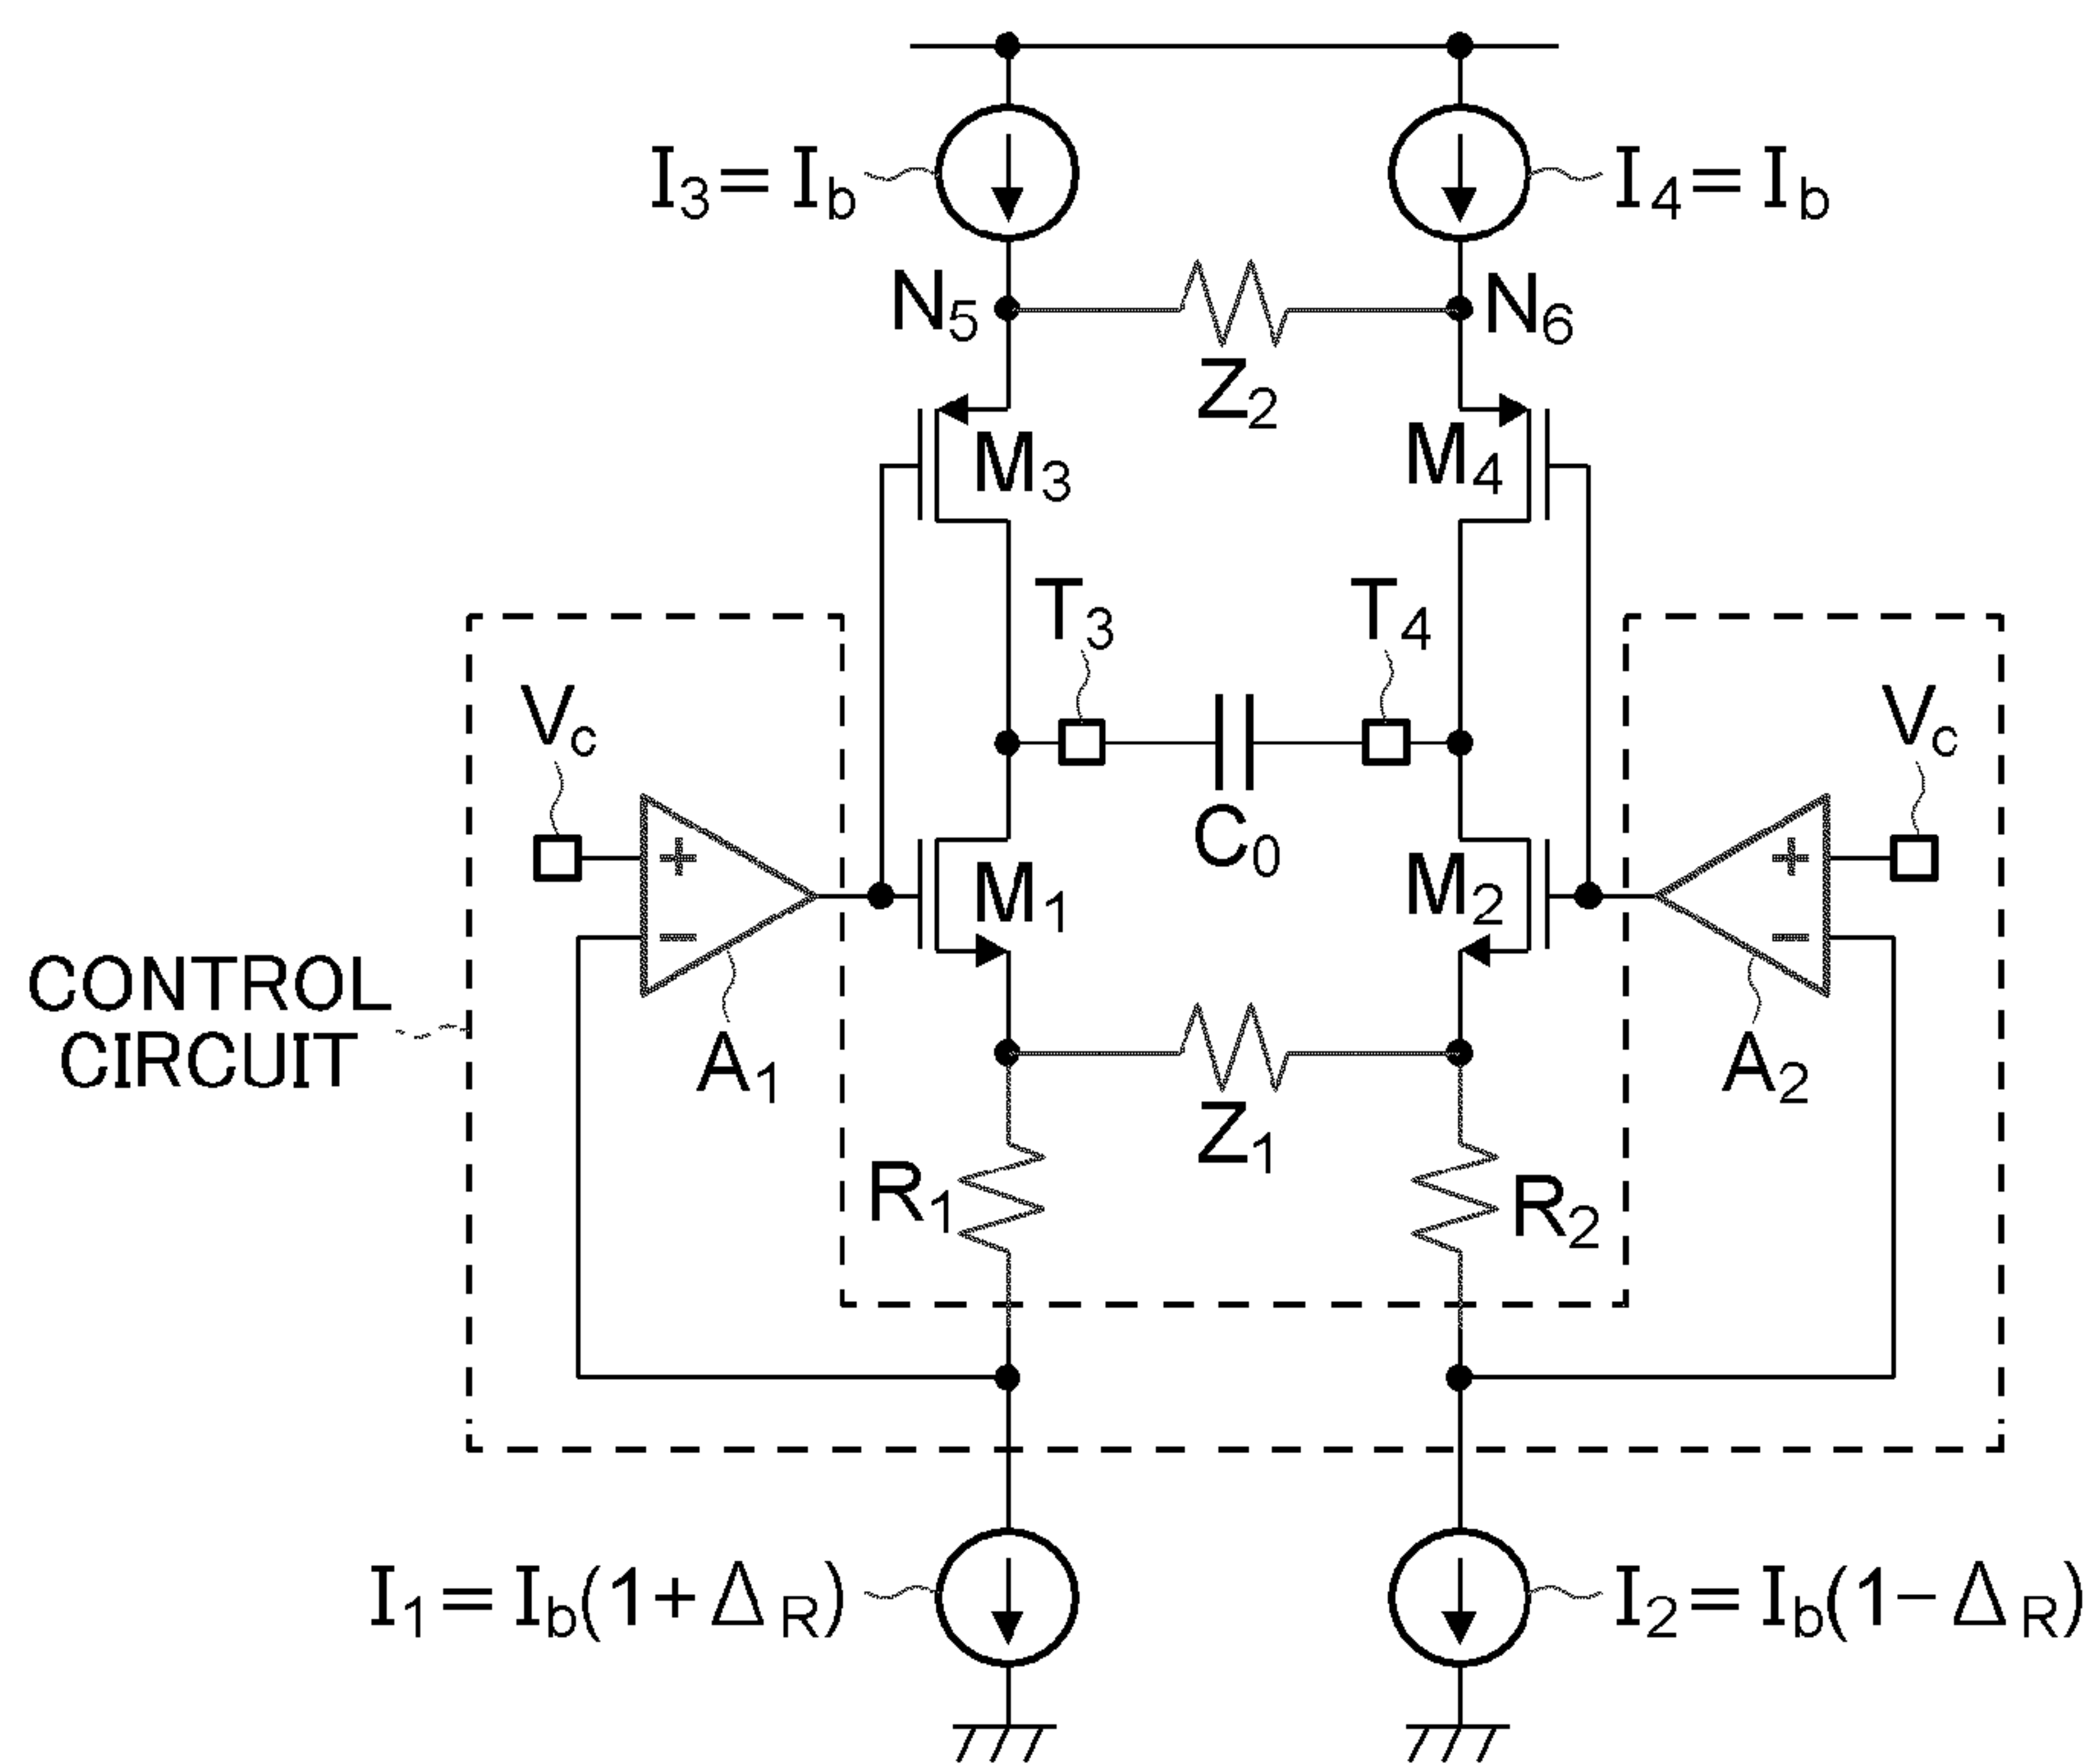 I3=Ib
I4=Ib
N5
N6
Z2
M3
M4
T3
T4
Vc
Vc
+
+
C0
M1
M2
−
−
CONTROL
CIRCUIT
A1
A2
Z1
R1
R2
I1=Ib(1+ΔR)
I2=Ib(1−ΔR)